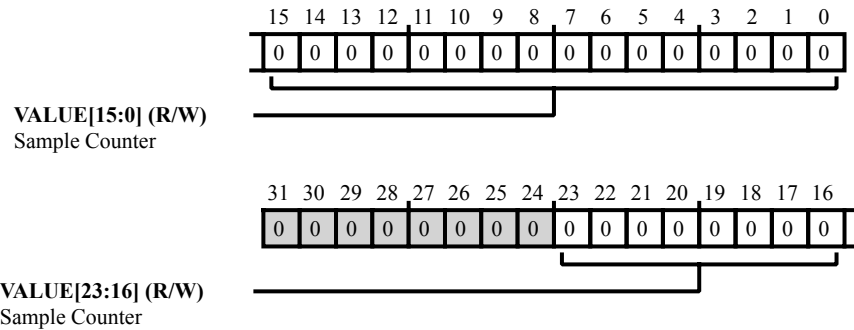 15 14 13 12 11 10 9 8 7 6 5 4 3 2 1 0
0 0 0 0 0 0 0 0 0 0 0 0 0 0 0 0
VALUE[15:0] (R/W)
Sample Counter
31 30 29 28 27 26 25 24 23 22 21 20 19 18 17 16
0 0 0 0 0 0 0 0 0 0 0 0 0 0 0 0
VALUE[23:16] (R/W)
Sample Counter